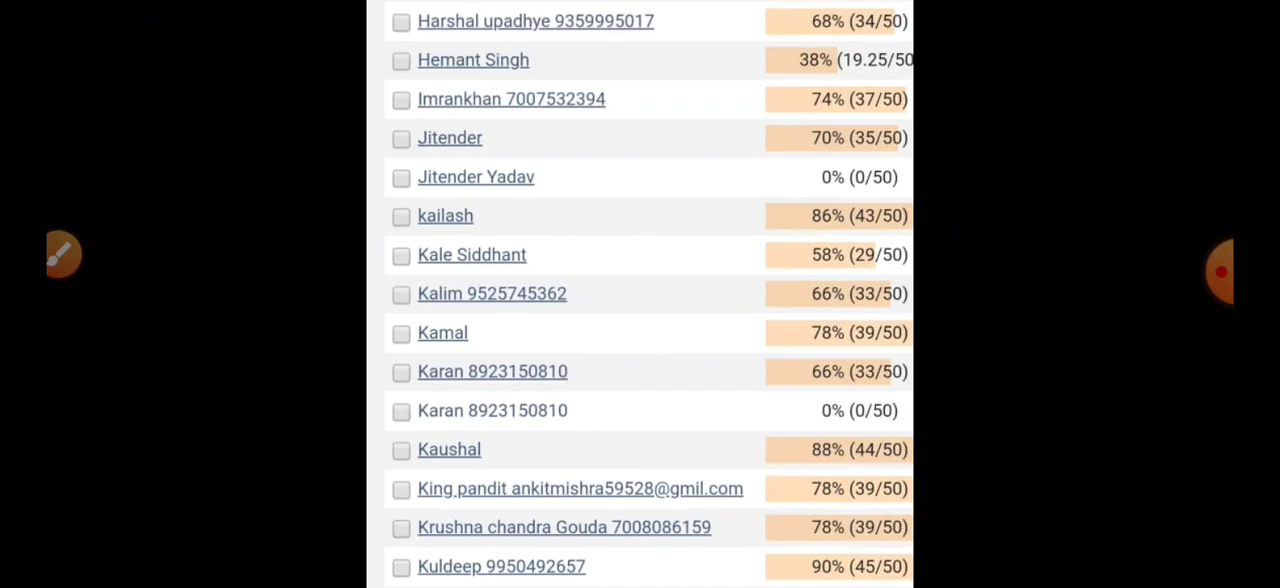 Harshal upadhye 9359995017 68% (34/50)
Hemant Singh 38% (19.25/50
Imrankhan 7007532394 74% (37/50)
Jitender 70% (35/50)
Jitender Yadav 0% (0/50)
kailash 86% (43/50)
Kale Siddhant 58% (29/50)
Kalim 9525745362 66% (33/50)
Kamal 78% (39/50)
Karan 8923150810 66% (33/50)
Karan 8923150810 0% (0/50)
Kaushal 88% (44/50)
King pandit ankitmishra59528@gmil.com 78% (39/50)
Krushna chandra Gouda 7008086159 78% (39/50)
Kuldeep 9950492657 90% (45/50)